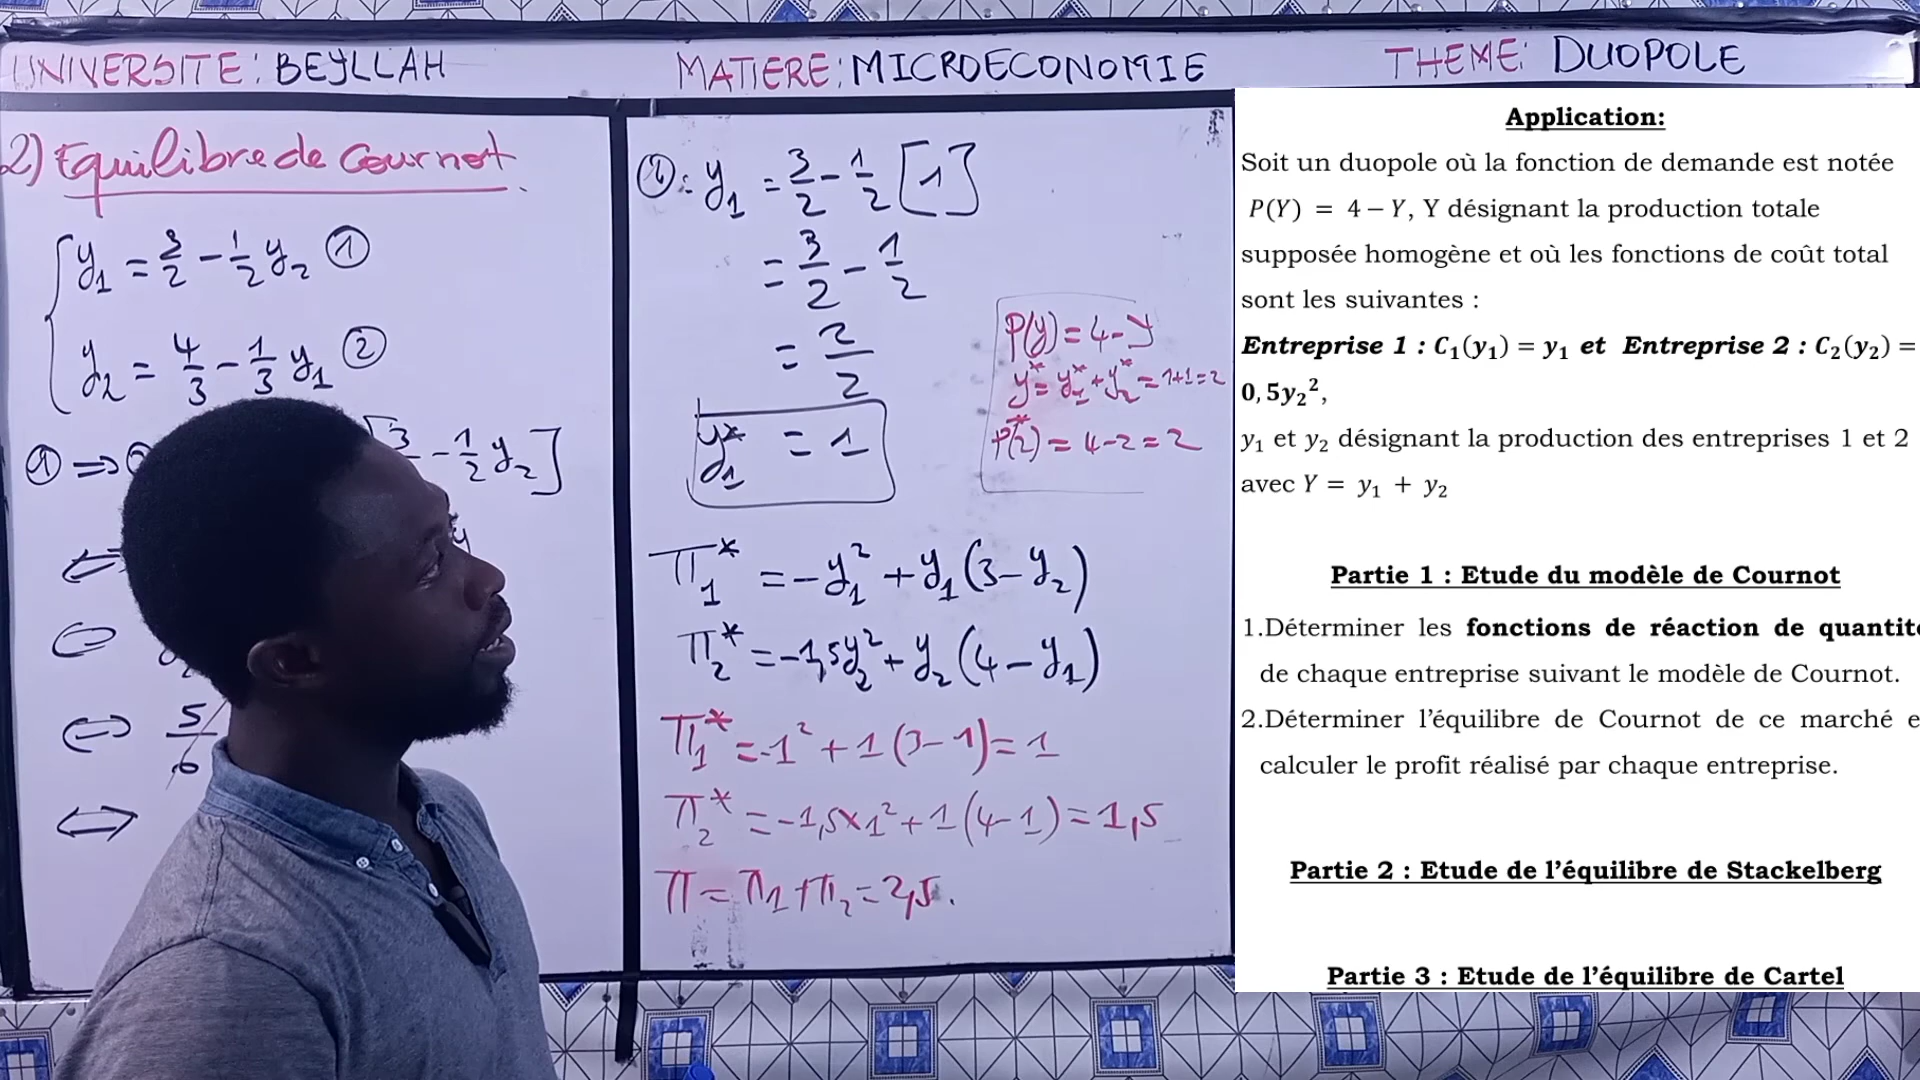 UNIVERSITE: BEYLLAH
MATIERE: MICROECONOMIE
THEME: DUOPOLE
2) Equilibre de Cournot
y₁ = 3/2 - 1/2 y₂ ①
y₂ = 4/3 - 1/3 y₁ ②
① ⇒
- 1/2 y₂]
⇔
⇔
⇔ 5/6
⇔
: y₁ = 3/2 - 1/2 [1]
= 3/2 - 1/2
= 2/2
y₁* = 1
P(y) = 4 - y
y* = y₁* + y₂* = 1+1 = 2
P*(2) = 4 - 2 = 2
π₁* = -y₁² + y₁(3 - y₂)
π₂* = -1,5y₂² + y₂(4 - y₁)
π₁* = -1² + 1(3-1) = 1
π₂* = -1,5×1² + 1(4-1) = 1,5
π = π₁ + π₂ = 2,5.
Application:
Soit un duopole où la fonction de demande est notée
P(Y) = 4 − Y, Y désignant la production totale
supposée homogène et où les fonctions de coût total
sont les suivantes :
Entreprise 1 : C₁(y₁) = y₁ et Entreprise 2 : C₂(y₂) =
0,5y₂²,
y₁ et y₂ désignant la production des entreprises 1 et 2
avec Y = y₁ + y₂
Partie 1 : Etude du modèle de Cournot
1.Déterminer les fonctions de réaction de quantité
de chaque entreprise suivant le modèle de Cournot.
2.Déterminer l’équilibre de Cournot de ce marché e
calculer le profit réalisé par chaque entreprise.
Partie 2 : Etude de l’équilibre de Stackelberg
Partie 3 : Etude de l’équilibre de Cartel